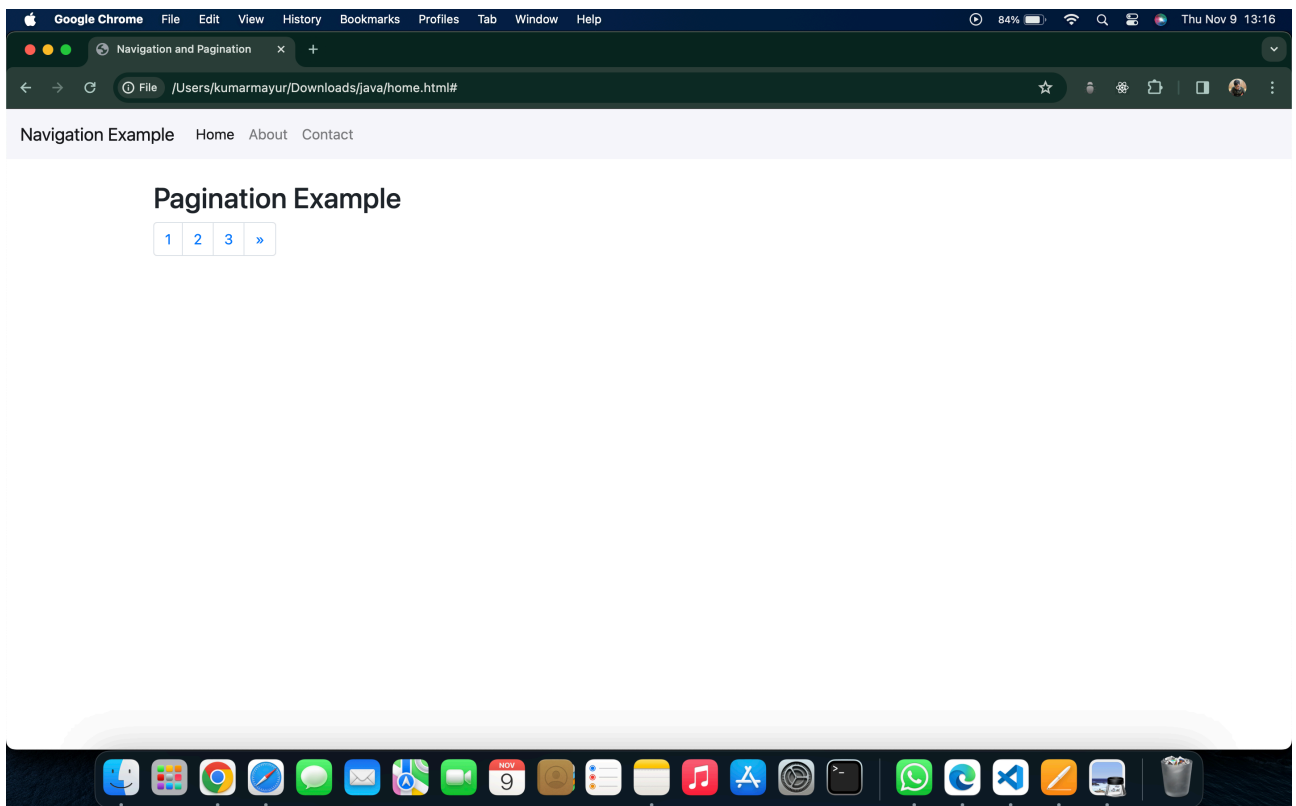 Google Chrome File Edit View History Bookmarks Profiles Tab Window Help 84% Thu Nov 9 13:16
Navigation and Pagination
File /Users/kumarmayur/Downloads/java/home.html#
Navigation Example Home About Contact
Pagination Example
1 2 3 »
NOV
9